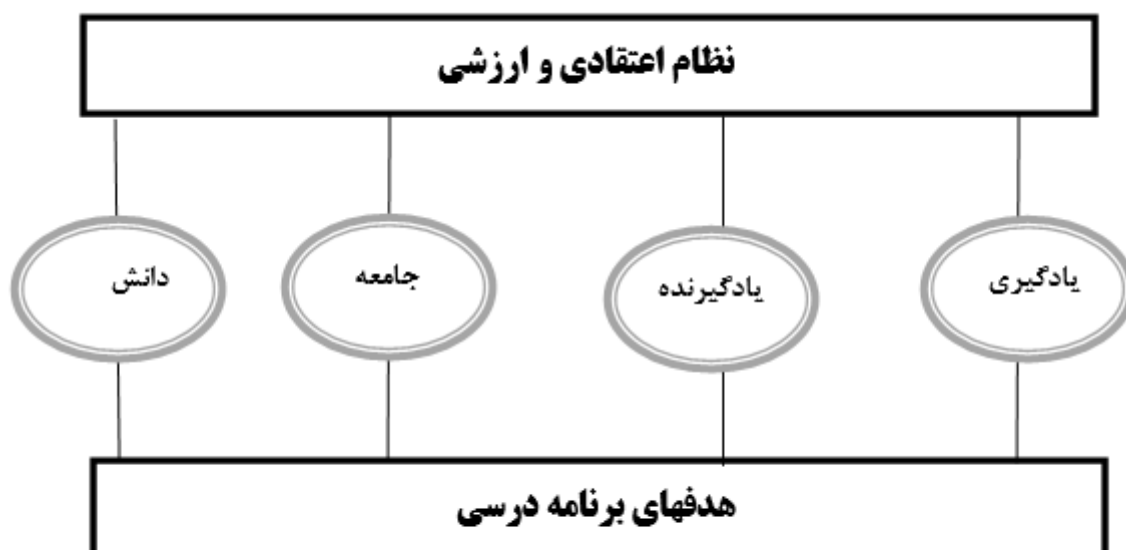 نظام اعتقادی و ارزشی
یادگیری
یادگیرنده
جامعه
دانش
هدفهای برنامه درسی